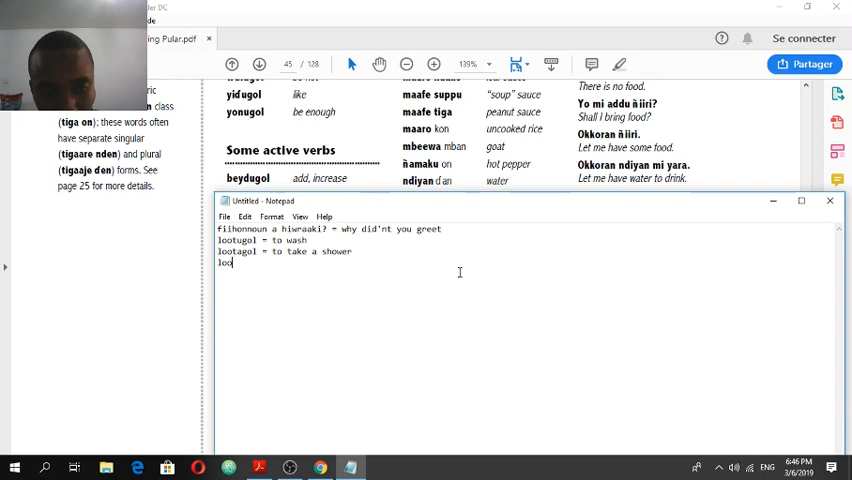 der DC
de
ing Pular.pdf
×
Se connecter
45 / 128
139%
Partager
ric
n class
(tiga on); these words often
have separate singular
(tigaare nden) and plural
(tigaaje ɗen) forms. See
page 25 for more details.
yiɗugol like
yonugol be enough
Some active verbs
beydugol add, increase
maafe suppu "soup" sauce
maafe tiga peanut sauce
maaro kon uncooked rice
mbeewa mban goat
ñamaku on hot pepper
ndiyan ɗan water
There is no food.
Yo mi addu ñiiri?
Shall I bring food?
Okkoran ñiiri.
Let me have some food.
Okkoran ndiyan mi yara.
Let me have water to drink.
Untitled - Notepad
File Edit Format View Help
fiihonnoun a hiwraaki? = why did'nt you greet
lootugol = to wash
lootagol = to take a shower
loo
ENG
6:46 PM
3/6/2019